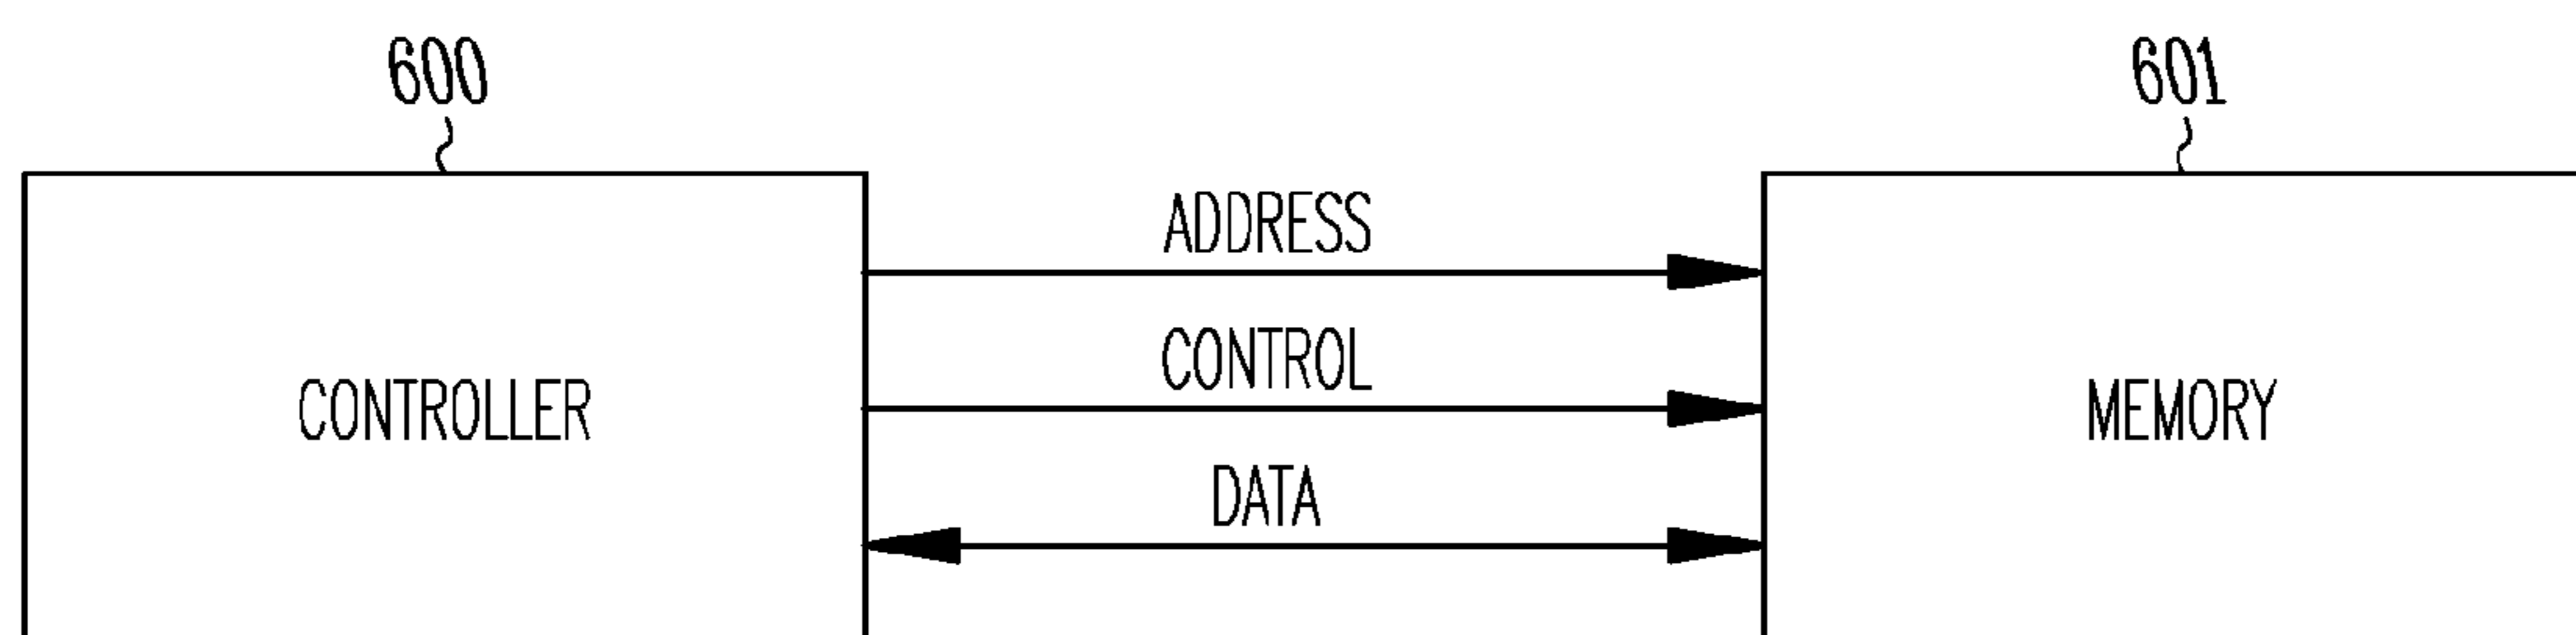 600
601
ADDRESS
CONTROL
CONTROLLER
MEMORY
DATA